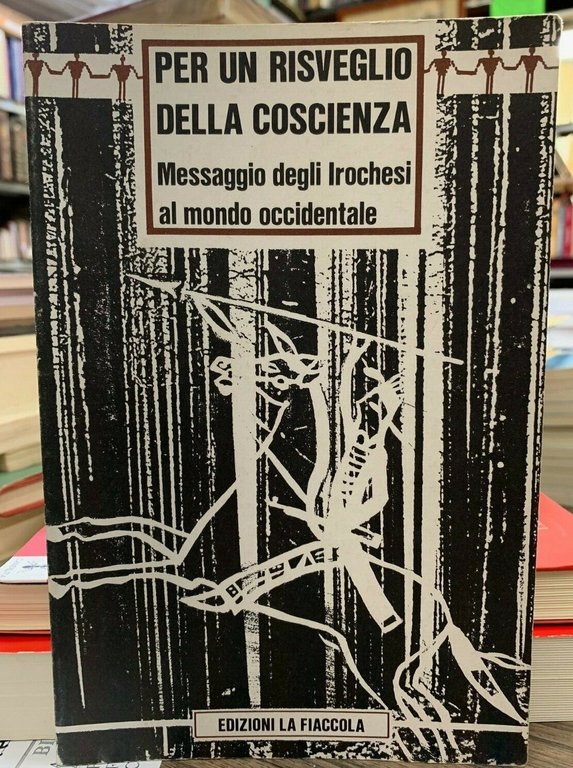 PER UN RISVEGLIO
DELLA COSCIENZA
Messaggio degli Irochesi
al mondo occidentale
EDIZIONI LA FIACCOLA